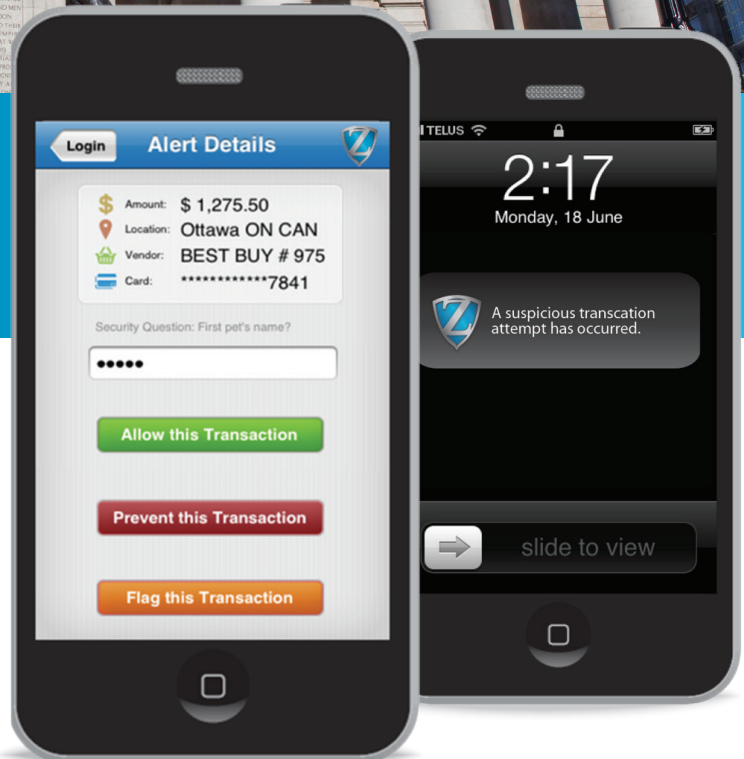 Login
Alert Details
Z
Amount: $ 1,275.50
Location: Ottawa ON CAN
Vendor: BEST BUY # 975
Card: ************7841
Security Question: First pet's name?
•••••
Allow this Transaction
Prevent this Transaction
Flag this Transaction
TELUS
2:17
Monday, 18 June
Z
A suspicious transcation
attempt has occurred.
slide to view